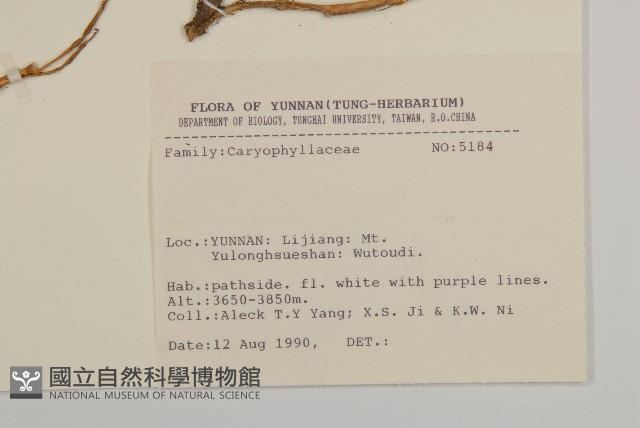 FLORA OF YUNNAN(TUNG-HERBARIUM)
DEPARTMENT OF BIOLOGY, TUNGHAI UNIVERSITY, TAIWAN, R.O.CHINA
Family:Caryophyllaceae NO:5184
Loc.:YUNNAN: Lijiang: Mt.
Yulonghsueshan: Wutoudi.
Hab.:pathside. fl. white with purple lines.
Alt.:3650-3850m.
Coll.:Aleck T.Y Yang; X.S. Ji & K.W. Ni
Date:12 Aug 1990, DET.:
國立自然科學博物館
NATIONAL MUSEUM OF NATURAL SCIENCE